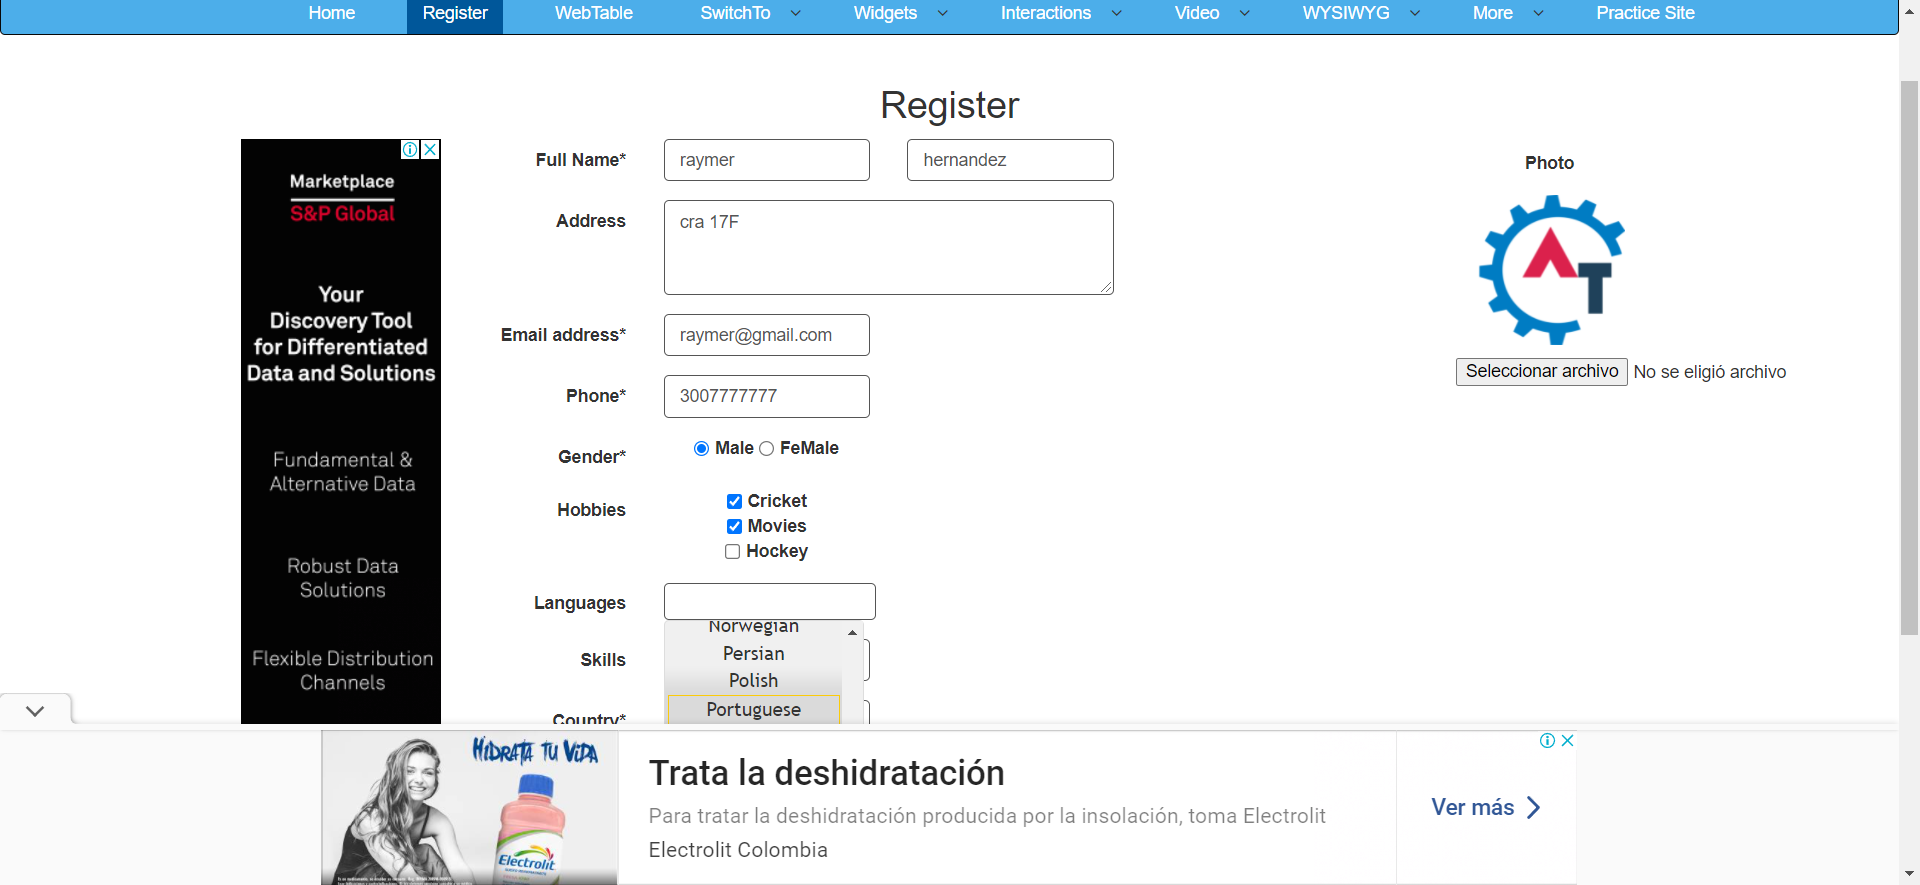 Home Register WebTable SwitchTo Widgets Interactions Video WYSIWYG More Practice Site
Register
Marketplace
S&P Global
Your
Discovery Tool
for Differentiated
Data and Solutions
Fundamental &
Alternative Data
Robust Data
Solutions
Flexible Distribution
Channels
Full Name* raymer hernandez
Address cra 17F
Email address* raymer@gmail.com
Phone* 3007777777
Gender* Male FeMale
Hobbies Cricket
Movies
Hockey
Languages
Norwegian
Persian
Skills
Polish
Portuguese
Country*
Photo
AT
Seleccionar archivo No se eligió archivo
HIDRATA TU VIDA
Electrolit
Trata la deshidratación
Para tratar la deshidratación producida por la insolación, toma Electrolit
Electrolit Colombia
Ver más